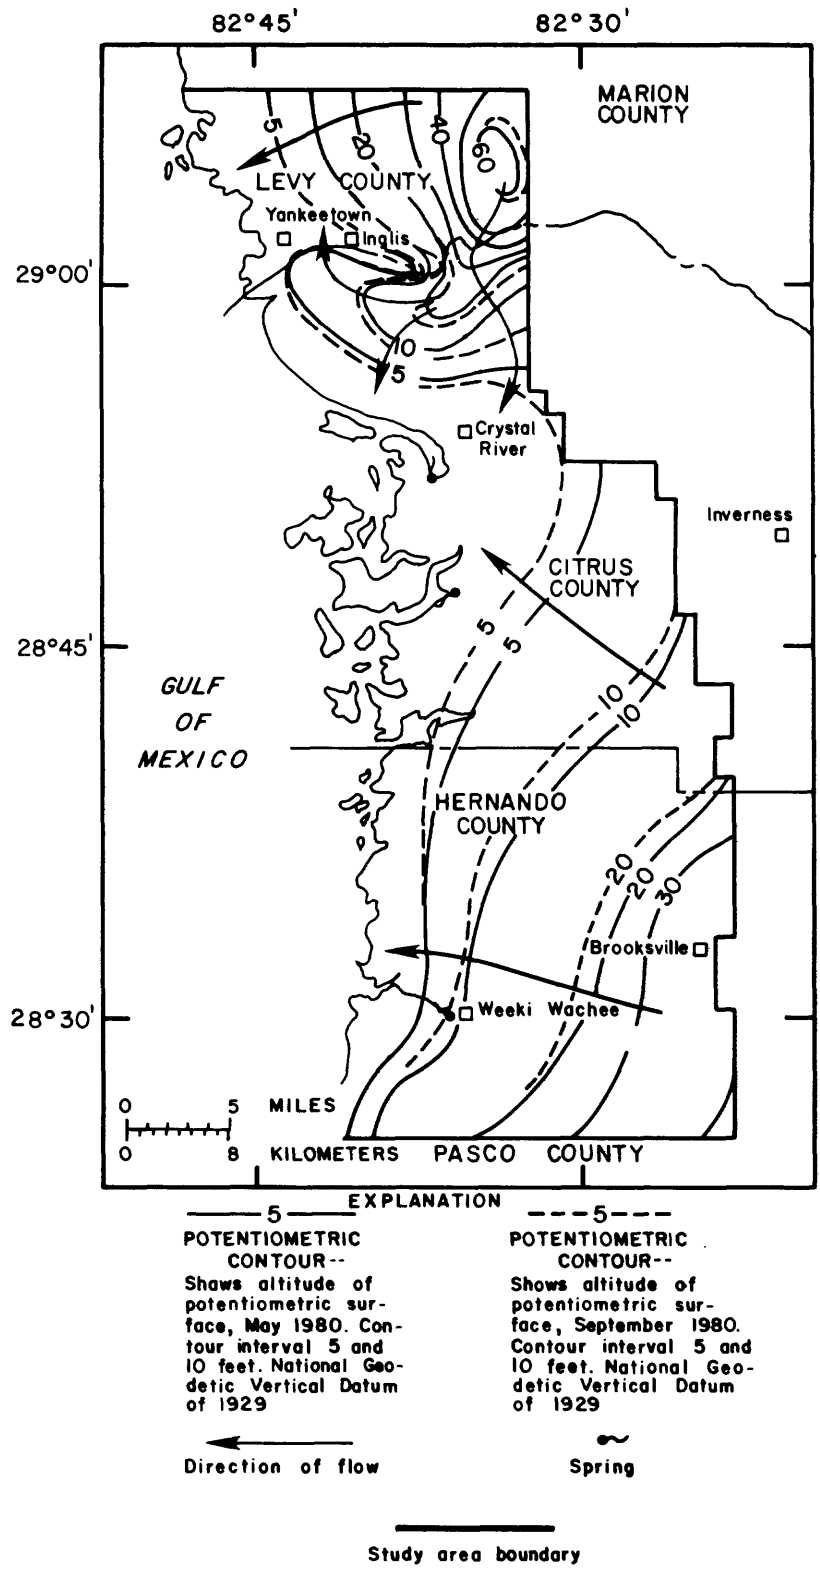 82°45' 82°30'
MARION
COUNTY
5 20 40 60
LEVY COUNTY
Yankeetown
Inglis
29°00'
10
5
Crystal
River
Inverness
CITRUS
COUNTY
5 5
28°45'
GULF
OF
MEXICO
10 10
HERNANDO
COUNTY
20 20 30
Brooksville
28°30'
Weeki Wachee
0 5 MILES
0 8 KILOMETERS
PASCO COUNTY
EXPLANATION
5
POTENTIOMETRIC
CONTOUR--
Shaws altitude of
potentiometric sur-
face, May 1980. Con-
tour interval 5 and
10 feet. National Geo-
detic Vertical Datum
of 1929
5
POTENTIOMETRIC
CONTOUR--
Shows altitude of
potentiometric sur-
face, September 1980.
Contour interval 5 and
10 feet. National Geo-
detic Vertical Datum
of 1929
Direction of flow
Spring
Study area boundary